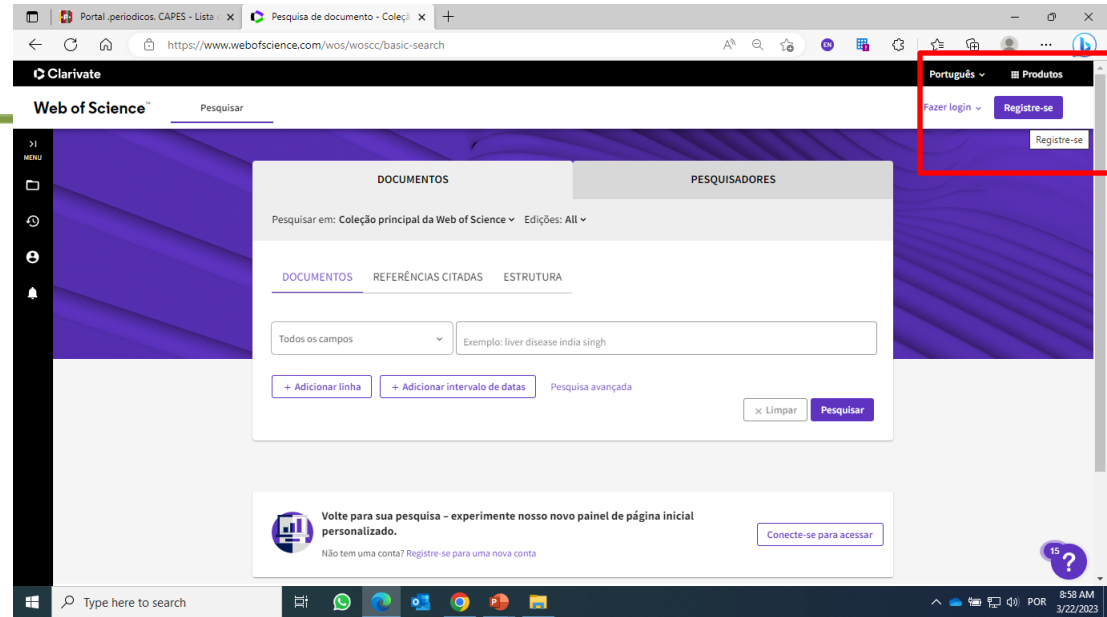 Portal .periodicos. CAPES - Lista
Pesquisa de documento - Coleçã
https://www.webofscience.com/wos/woscc/basic-search
EN
Clarivate
Português
Produtos
Web of Science™
Pesquisar
Fazer login
Registre-se
Registre-se
MENU
DOCUMENTOS
PESQUISADORES
Pesquisar em: Coleção principal da Web of Science Edições: All
DOCUMENTOS REFERÊNCIAS CITADAS ESTRUTURA
Todos os campos
Exemplo: liver disease india singh
+ Adicionar linha
+ Adicionar intervalo de datas
Pesquisa avançada
× Limpar
Pesquisar
Volte para sua pesquisa – experimente nosso novo painel de página inicial
personalizado.
Não tem uma conta? Registre-se para uma nova conta
Conecte-se para acessar
15
?
Type here to search
POR
8:58 AM
3/22/2023